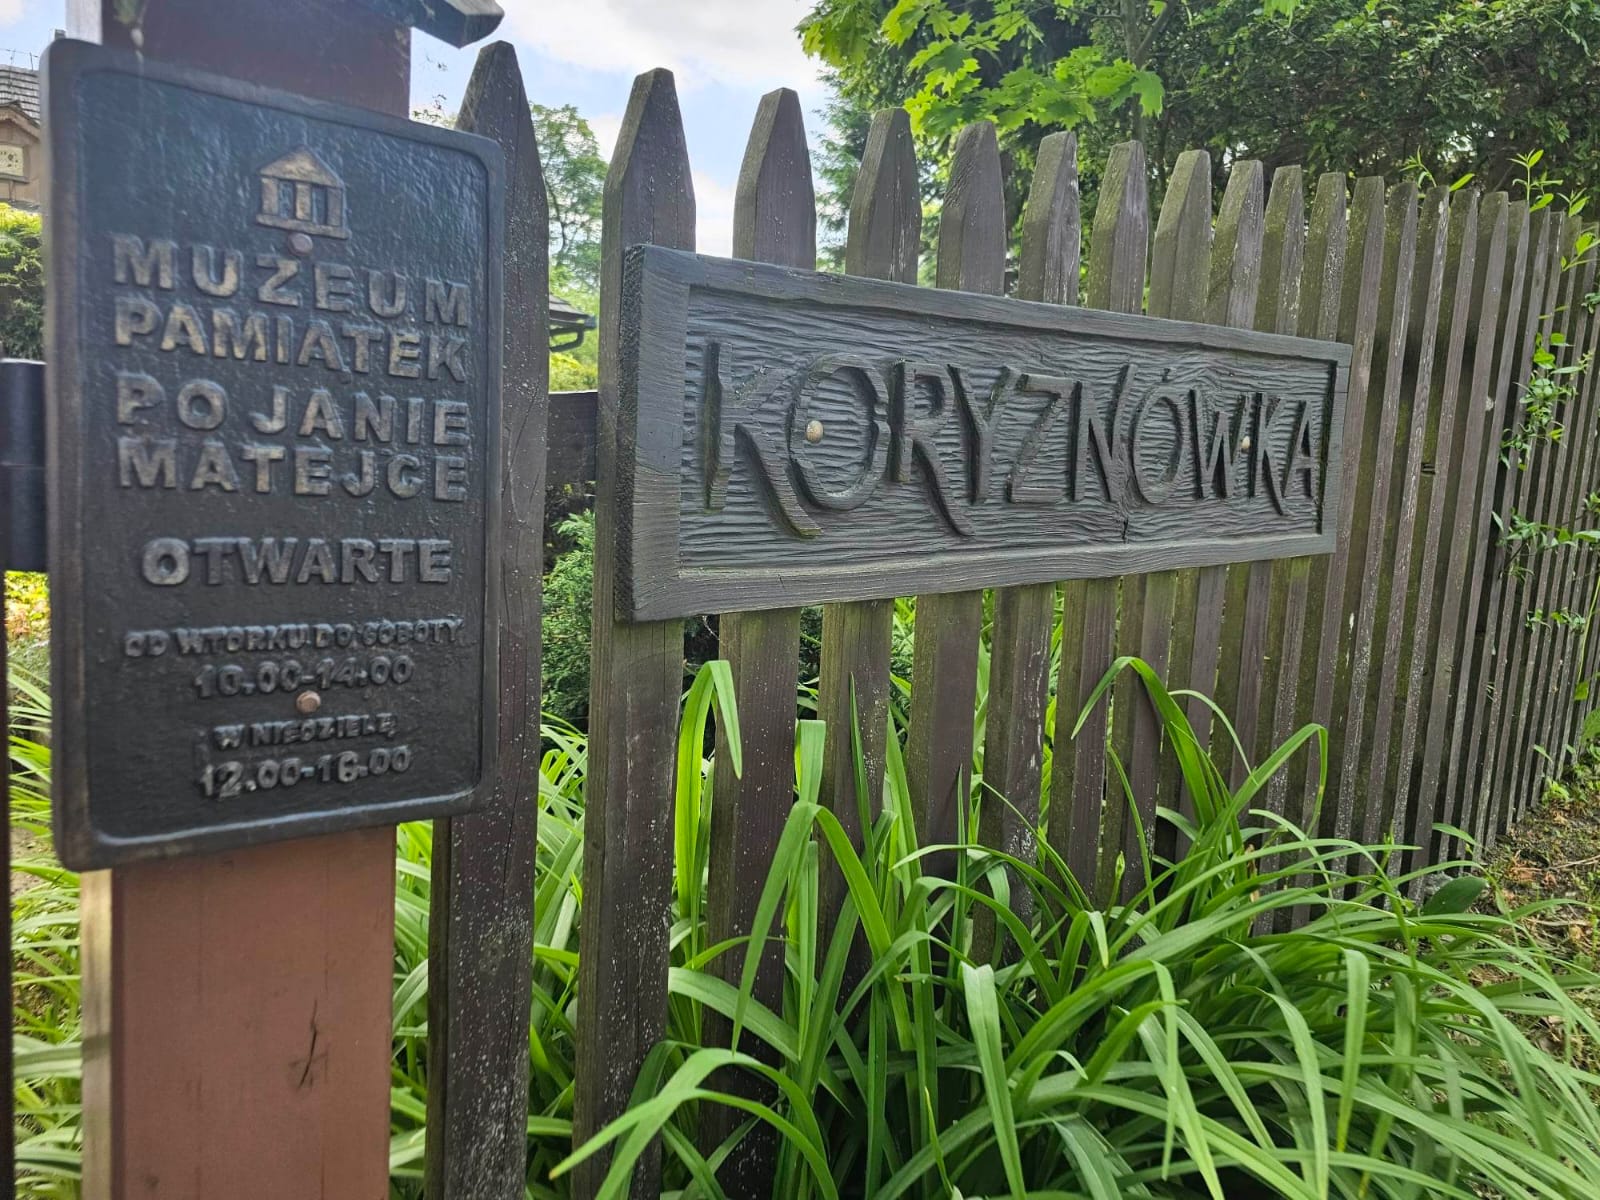 MUZEUM
PAMIĄTEK
PO JANIE
MATEJCE
OTWARTE
OD WTORKU DO SOBOTY
10.00-14.00
W NIEDZIELĘ
12.00-16.00
KORYZNÓWKA